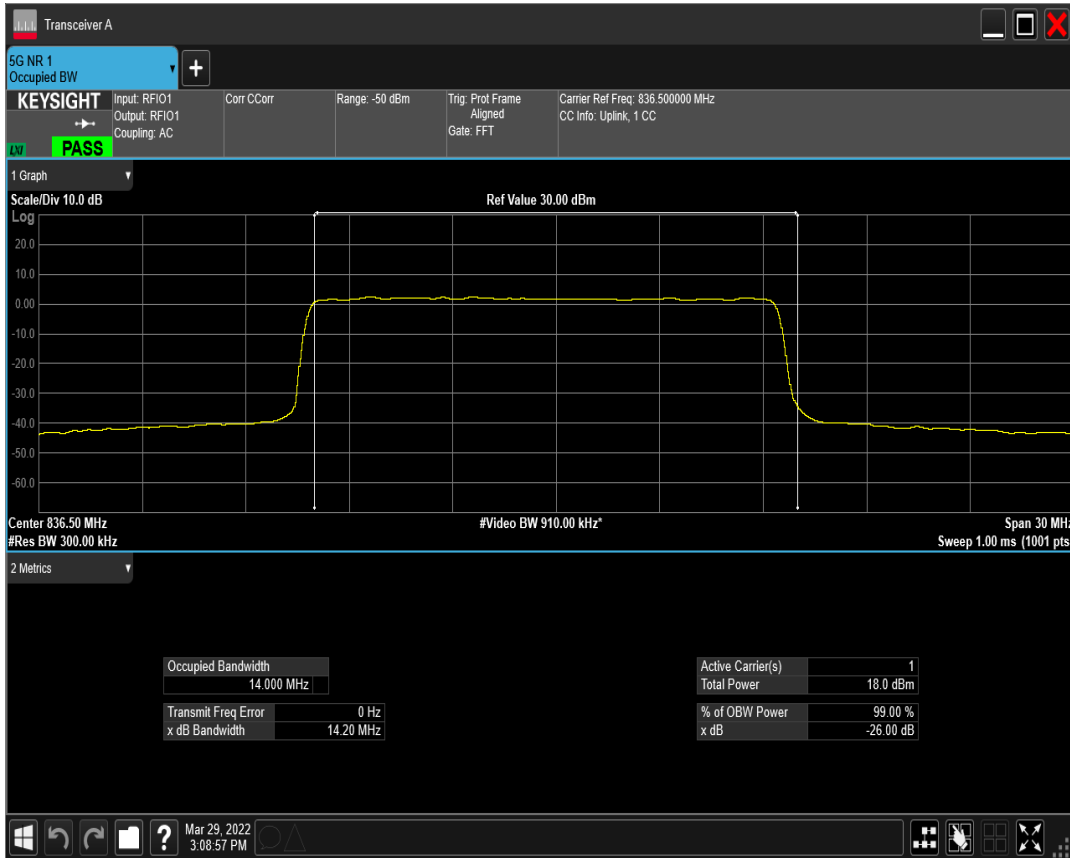 Transceiver A
5G NR 1
Occupied BW
+
KEYSIGHT
LXI
PASS
Input: RFIO1
Output: RFIO1
Coupling: AC
Corr CCorr
Range: -50 dBm
Trig: Prot Frame
Aligned
Gate: FFT
Carrier Ref Freq: 836.500000 MHz
CC Info: Uplink, 1 CC
1 Graph
Scale/Div 10.0 dB
Ref Value 30.00 dBm
Log
20.0
10.0
0.00
-10.0
-20.0
-30.0
-40.0
-50.0
-60.0
Center 836.50 MHz
#Video BW 910.00 kHz*
Span 30 MHz
#Res BW 300.00 kHz
Sweep 1.00 ms (1001 pts
2 Metrics
Occupied Bandwidth
14.000 MHz
Transmit Freq Error 0 Hz
x dB Bandwidth 14.20 MHz
Active Carrier(s) 1
Total Power 18.0 dBm
% of OBW Power 99.00 %
x dB -26.00 dB
?
Mar 29, 2022
3:08:57 PM